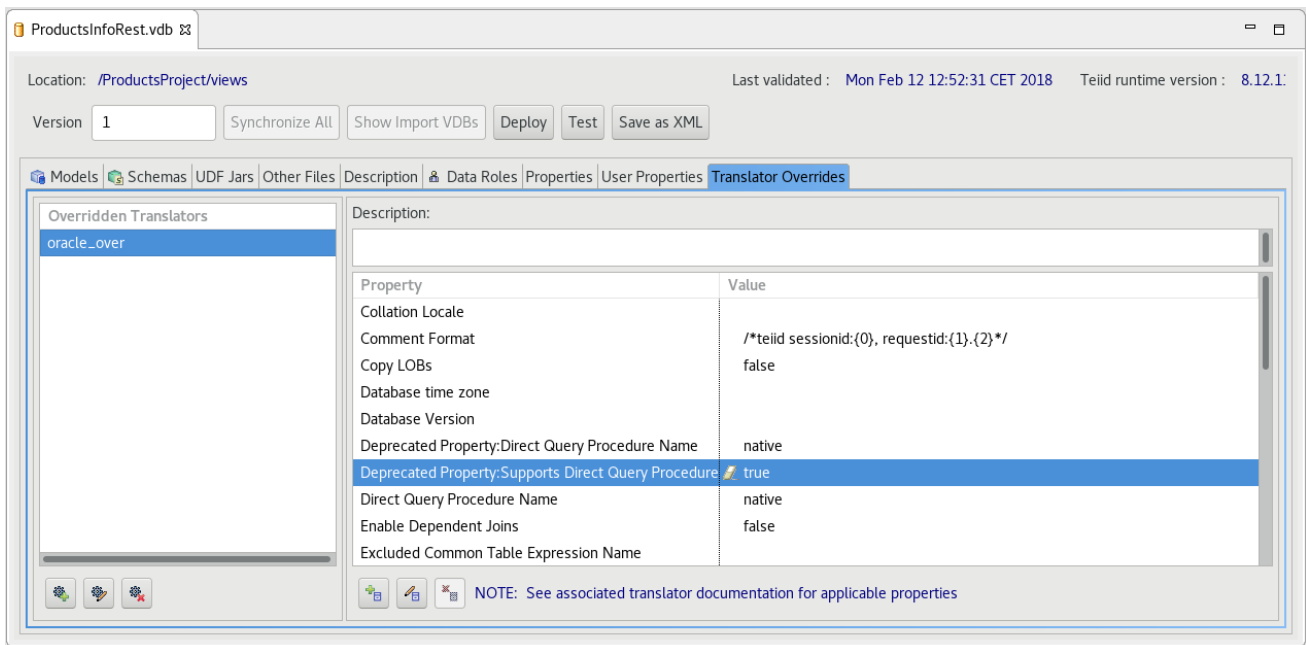 ProductsInfoRest.vdb
Location: /ProductsProject/views Last validated : Mon Feb 12 12:52:31 CET 2018 Teiid runtime version : 8.12.1
Version 1 Synchronize All Show Import VDBs Deploy Test Save as XML
Models Schemas UDF Jars Other Files Description Data Roles Properties User Properties Translator Overrides
Overridden Translators
oracle_over
Description:
Property Value
Collation Locale
Comment Format /*teiid sessionid:{0}, requestid:{1}.{2}*/
Copy LOBs false
Database time zone
Database Version
Deprecated Property:Direct Query Procedure Name native
Deprecated Property:Supports Direct Query Procedure true
Direct Query Procedure Name native
Enable Dependent Joins false
Excluded Common Table Expression Name
NOTE: See associated translator documentation for applicable properties